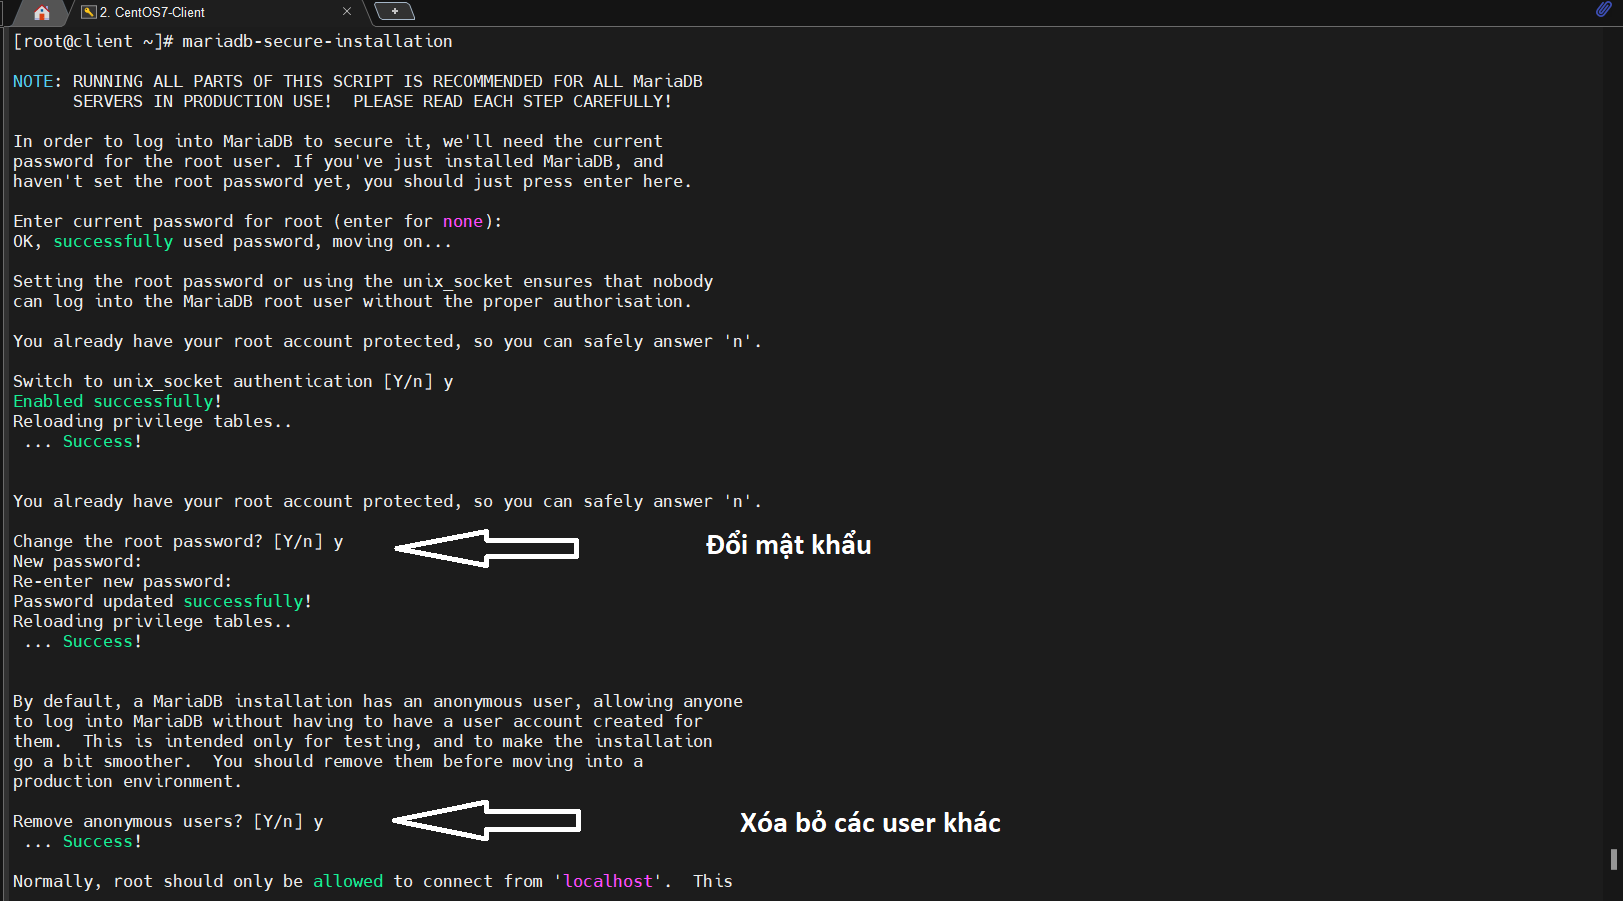 2. CentOS7-Client
[root@client ~]# mariadb-secure-installation
NOTE: RUNNING ALL PARTS OF THIS SCRIPT IS RECOMMENDED FOR ALL MariaDB
SERVERS IN PRODUCTION USE!  PLEASE READ EACH STEP CAREFULLY!
In order to log into MariaDB to secure it, we'll need the current
password for the root user. If you've just installed MariaDB, and
haven't set the root password yet, you should just press enter here.
Enter current password for root (enter for none):
OK, successfully used password, moving on...
Setting the root password or using the unix_socket ensures that nobody
can log into the MariaDB root user without the proper authorisation.
You already have your root account protected, so you can safely answer 'n'.
Switch to unix_socket authentication [Y/n] y
Enabled successfully!
Reloading privilege tables..
... Success!
You already have your root account protected, so you can safely answer 'n'.
Change the root password? [Y/n] y
Đổi mật khẩu
New password:
Re-enter new password:
Password updated successfully!
Reloading privilege tables..
... Success!
By default, a MariaDB installation has an anonymous user, allowing anyone
to log into MariaDB without having to have a user account created for
them.  This is intended only for testing, and to make the installation
go a bit smoother.  You should remove them before moving into a
production environment.
Remove anonymous users? [Y/n] y
Xóa bỏ các user khác
... Success!
Normally, root should only be allowed to connect from 'localhost'.  This